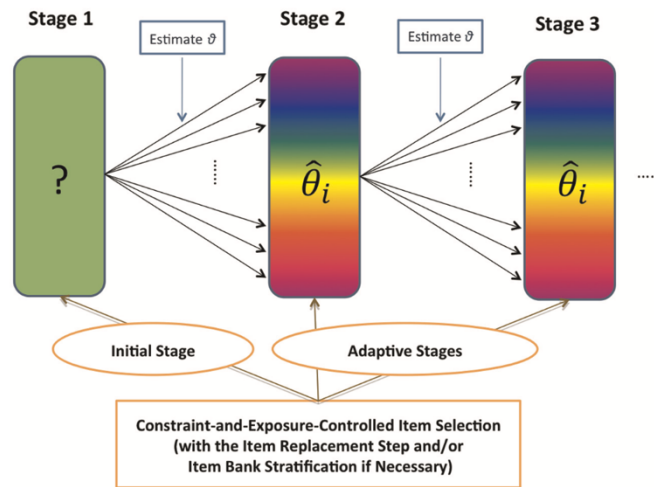 Stage 1
Stage 2
Stage 3
Estimate ϑ
Estimate ϑ
?
θ̂ᵢ
θ̂ᵢ
....
Initial Stage
Adaptive Stages
Constraint-and-Exposure-Controlled Item Selection
(with the Item Replacement Step and/or
Item Bank Stratification if Necessary)